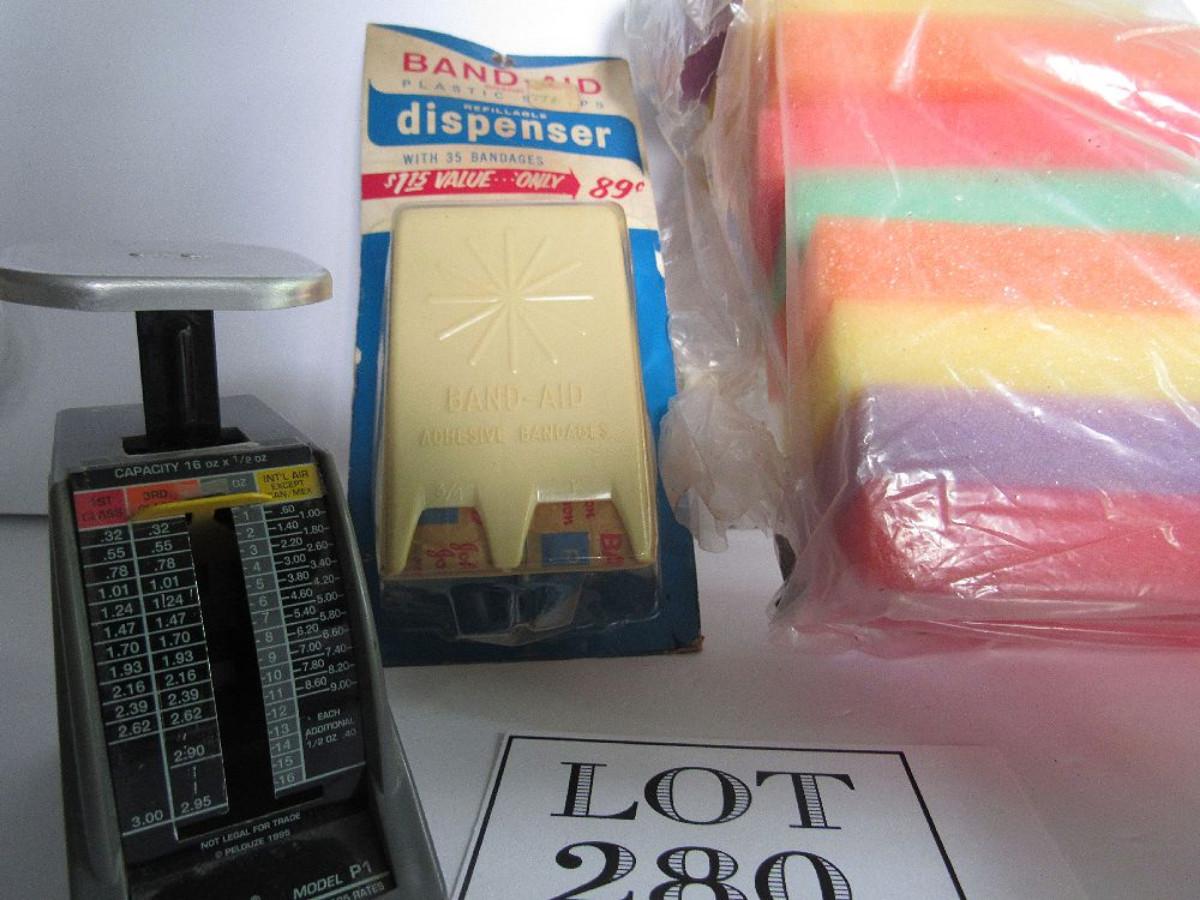 BAND-AID
PLASTIC
REFILLABLE
dispenser
WITH 35 BANDAGES
$1.15 VALUE···ONLY 89¢
BAND-AID
ADHESIVE BANDAGES
CAPACITY 16 oz x 1/2 oz
1ST CLASS
3RD
OZ
INT'L AIR
EXCEPT
CAN/MEX
.32 .32
.55 .55
.78 .78
1.01 1.01
1.24 1.24
1.47 1.47
1.70 1.70
1.93 1.93
2.16 2.16
2.39 2.39
2.62 2.62
2.90
3.00 2.95
1 .60 1.00
2 1.40 1.80
3 2.20 2.60
4 3.00 3.40
5 3.80 4.20
6 4.60 5.00
7 5.40 5.80
8 6.20 6.60
9 7.00 7.40
10 7.80 8.20
11 8.60 9.00
12
13
14
15
16
EACH
ADDITIONAL
1/2 OZ .40
NOT LEGAL FOR TRADE
© PELOUZE 1995
MODEL P1
RATES
LOT
280